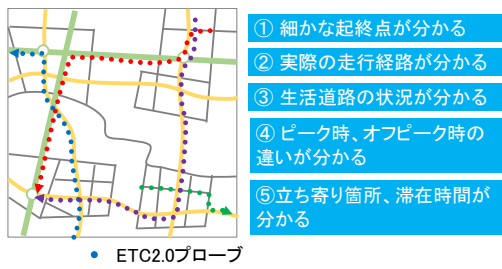 ① 細かな起終点が分かる
② 実際の走行経路が分かる
③ 生活道路の状況が分かる
④ ピーク時、オフピーク時の
違いが分かる
⑤立ち寄り箇所、滞在時間が
分かる
• ETC2.0プローブ